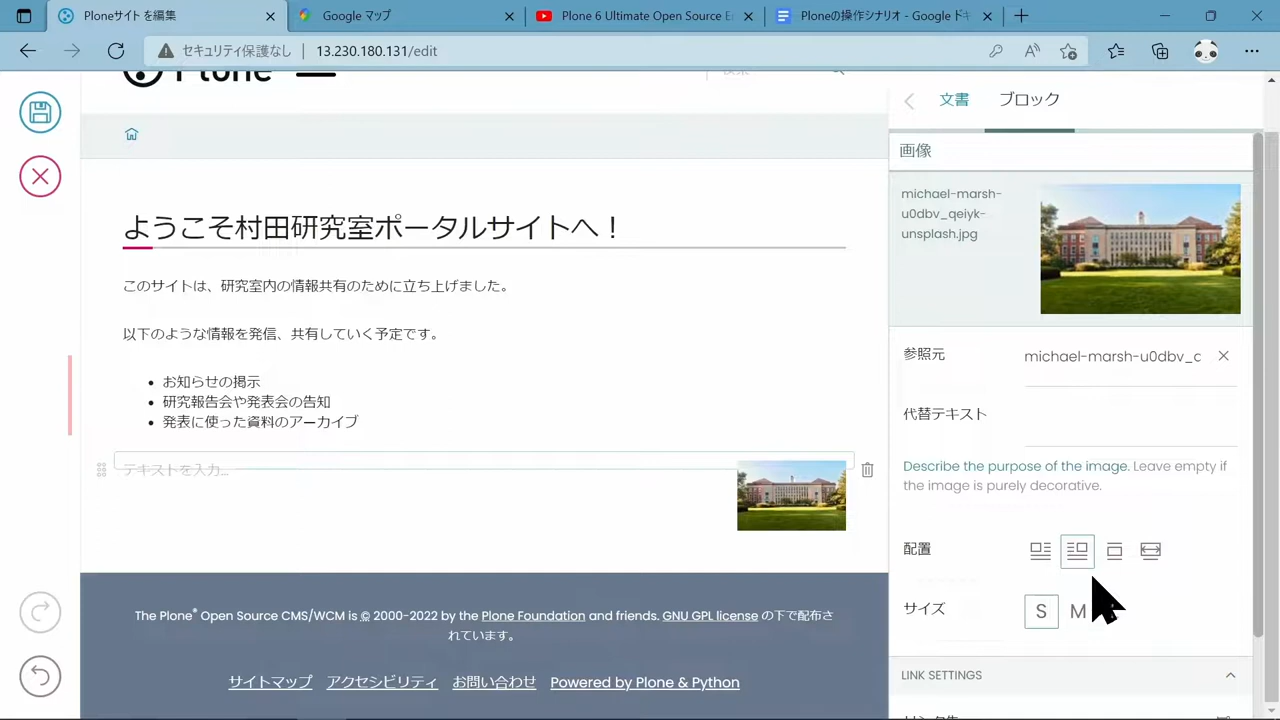 Ploneサイトを編集
Google マップ
Plone 6 Ultimate Open Source E
Ploneの操作シナリオ - Google ドキ
セキュリティ保護なし
13.230.180.131/edit
Plone
検索
文書
ブロック
画像
michael-marsh-
u0dbv_qeiyk-
unsplash.jpg
ようこそ村田研究室ポータルサイトへ！
このサイトは、研究室内の情報共有のために立ち上げました。
以下のような情報を発信、共有していく予定です。
• お知らせの掲示
• 研究報告会や発表会の告知
• 発表に使った資料のアーカイブ
テキストを入力...
参照元
michael-marsh-u0dbv_c
代替テキスト
Describe the purpose of the image. Leave empty if
the image is purely decorative.
配置
サイズ
S M
LINK SETTINGS
The Plone® Open Source CMS/WCM is © 2000-2022 by the Plone Foundation and friends. GNU GPL license の下で配布さ
れています。
サイトマップ アクセシビリティ お問い合わせ Powered by Plone & Python